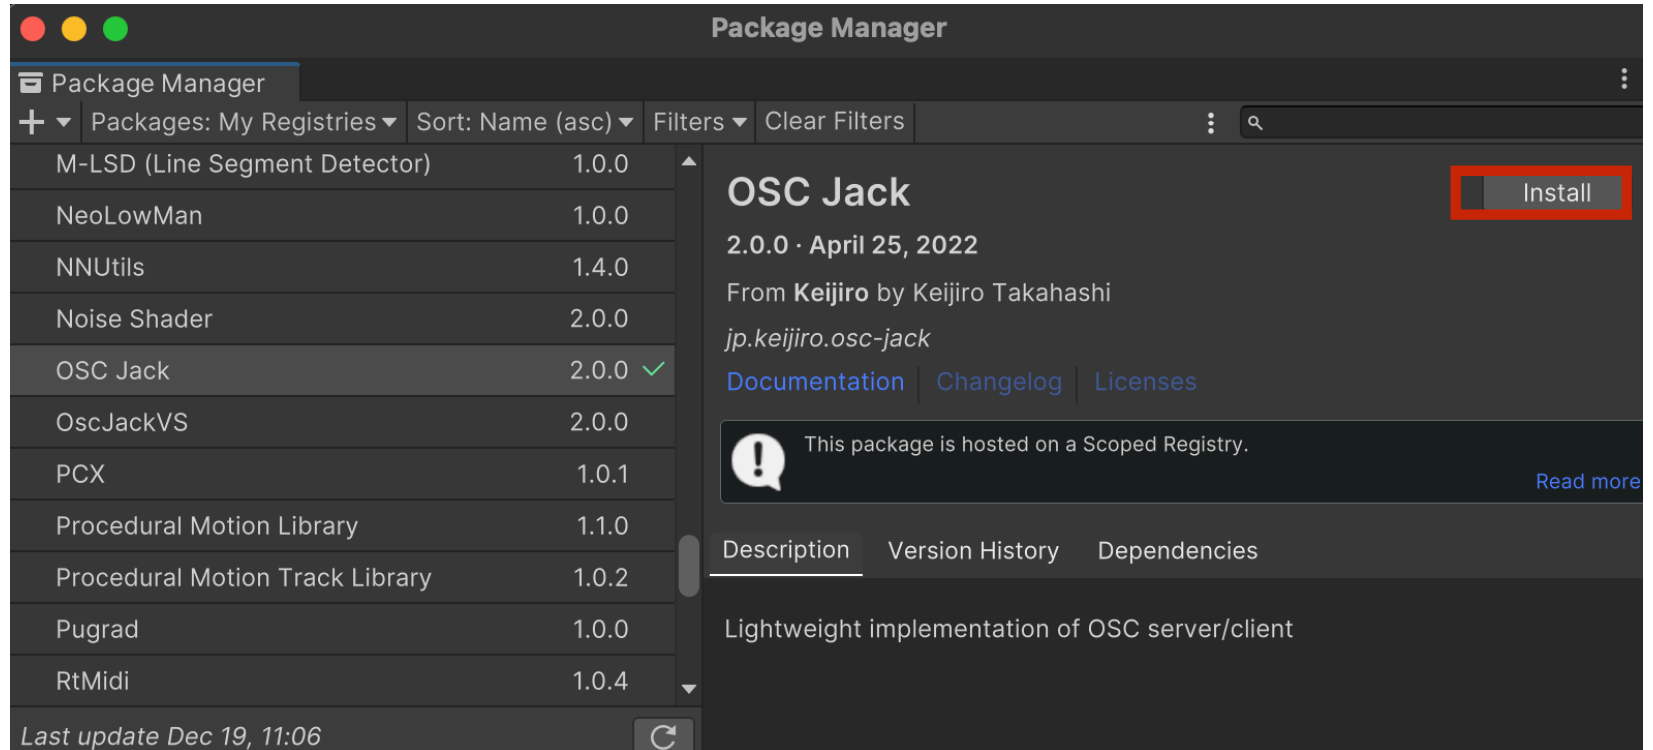 Package Manager
Package Manager
Packages: My Registries Sort: Name (asc) Filters Clear Filters
M-LSD (Line Segment Detector) 1.0.0
NeoLowMan 1.0.0
NNUtils 1.4.0
Noise Shader 2.0.0
OSC Jack 2.0.0
OscJackVS 2.0.0
PCX 1.0.1
Procedural Motion Library 1.1.0
Procedural Motion Track Library 1.0.2
Pugrad 1.0.0
RtMidi 1.0.4
Last update Dec 19, 11:06
OSC Jack
Install
2.0.0 · April 25, 2022
From Keijiro by Keijiro Takahashi
jp.keijiro.osc-jack
Documentation Changelog Licenses
This package is hosted on a Scoped Registry.
Read more
Description Version History Dependencies
Lightweight implementation of OSC server/client